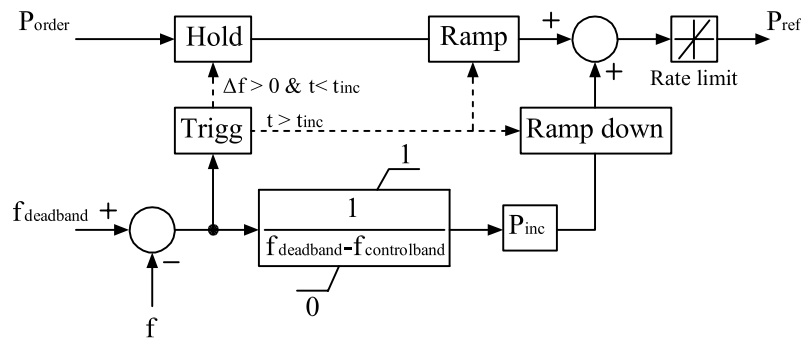 Porder
Hold
Ramp
+
+
Pref
Rate limit
Δf > 0 & t< tinc
Trigg
t > tinc
Ramp down
1
fdeadband
+
−
1
fdeadband-fcontrolband
Pinc
0
f